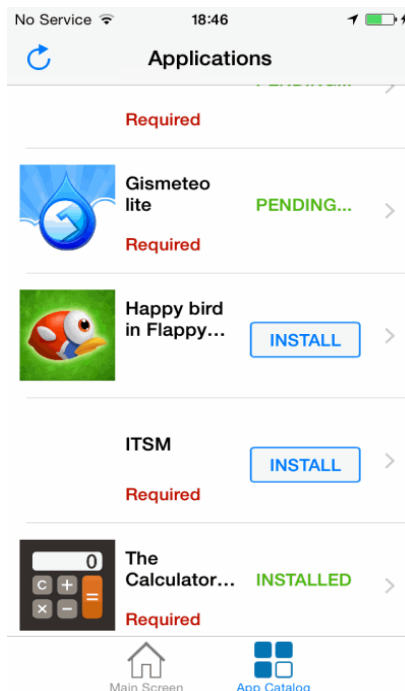 No Service 18:46
Applications
PENDING...
Required
Gismeteo
lite
PENDING...
Required
Happy bird
in Flappy...
INSTALL
ITSM
INSTALL
Required
0
C + = × −
The
Calculator...
INSTALLED
Required
Main Screen
App Catalog